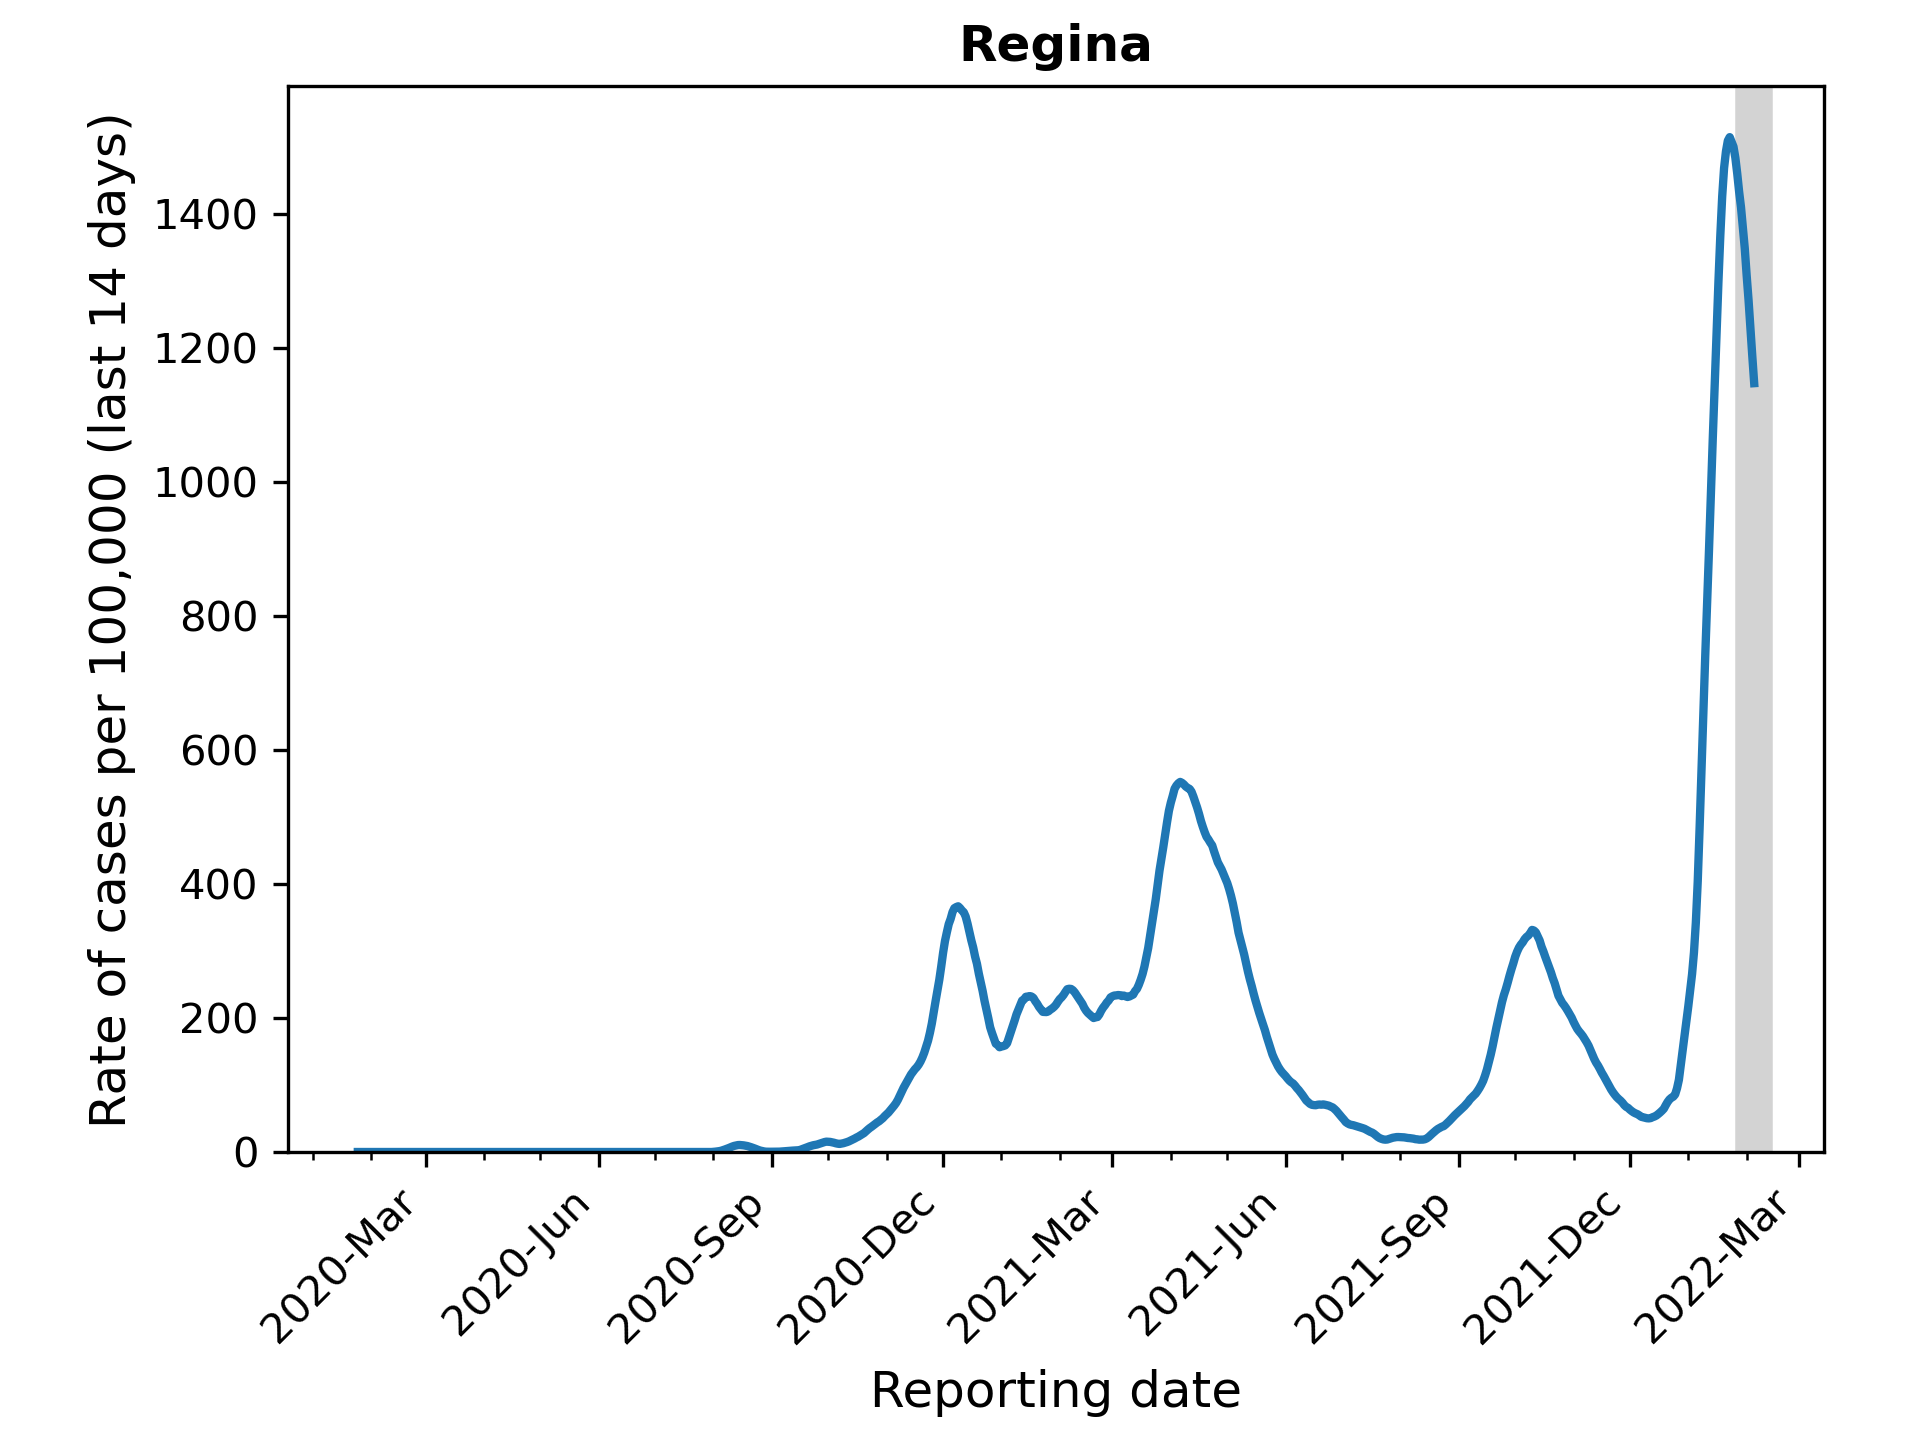 Regina
Rate of cases per 100,000 (last 14 days)
1400
1200
1000
800
600
400
200
0
2020-Mar
2020-Jun
2020-Sep
2020-Dec
2021-Mar
2021-Jun
2021-Sep
2021-Dec
2022-Mar
Reporting date